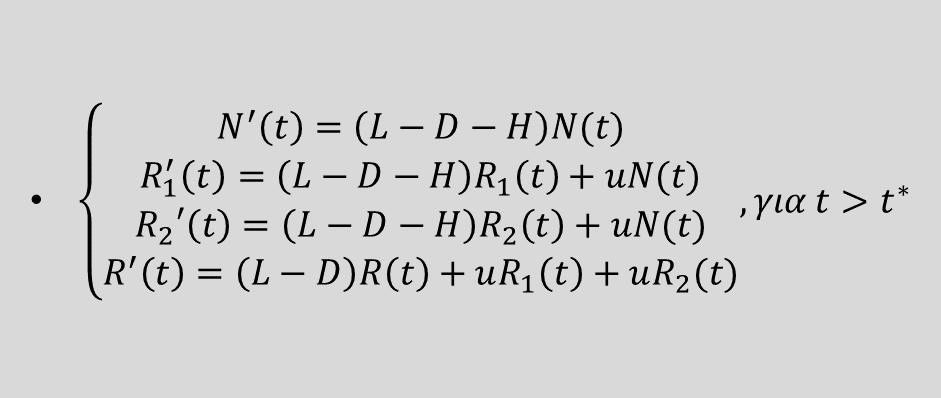 N′(t) = (L − D − H)N(t)
R₁′(t) = (L − D − H)R₁(t) + uN(t)
R₂′(t) = (L − D − H)R₂(t) + uN(t)
R′(t) = (L − D)R(t) + uR₁(t) + uR₂(t)
, για t > t*